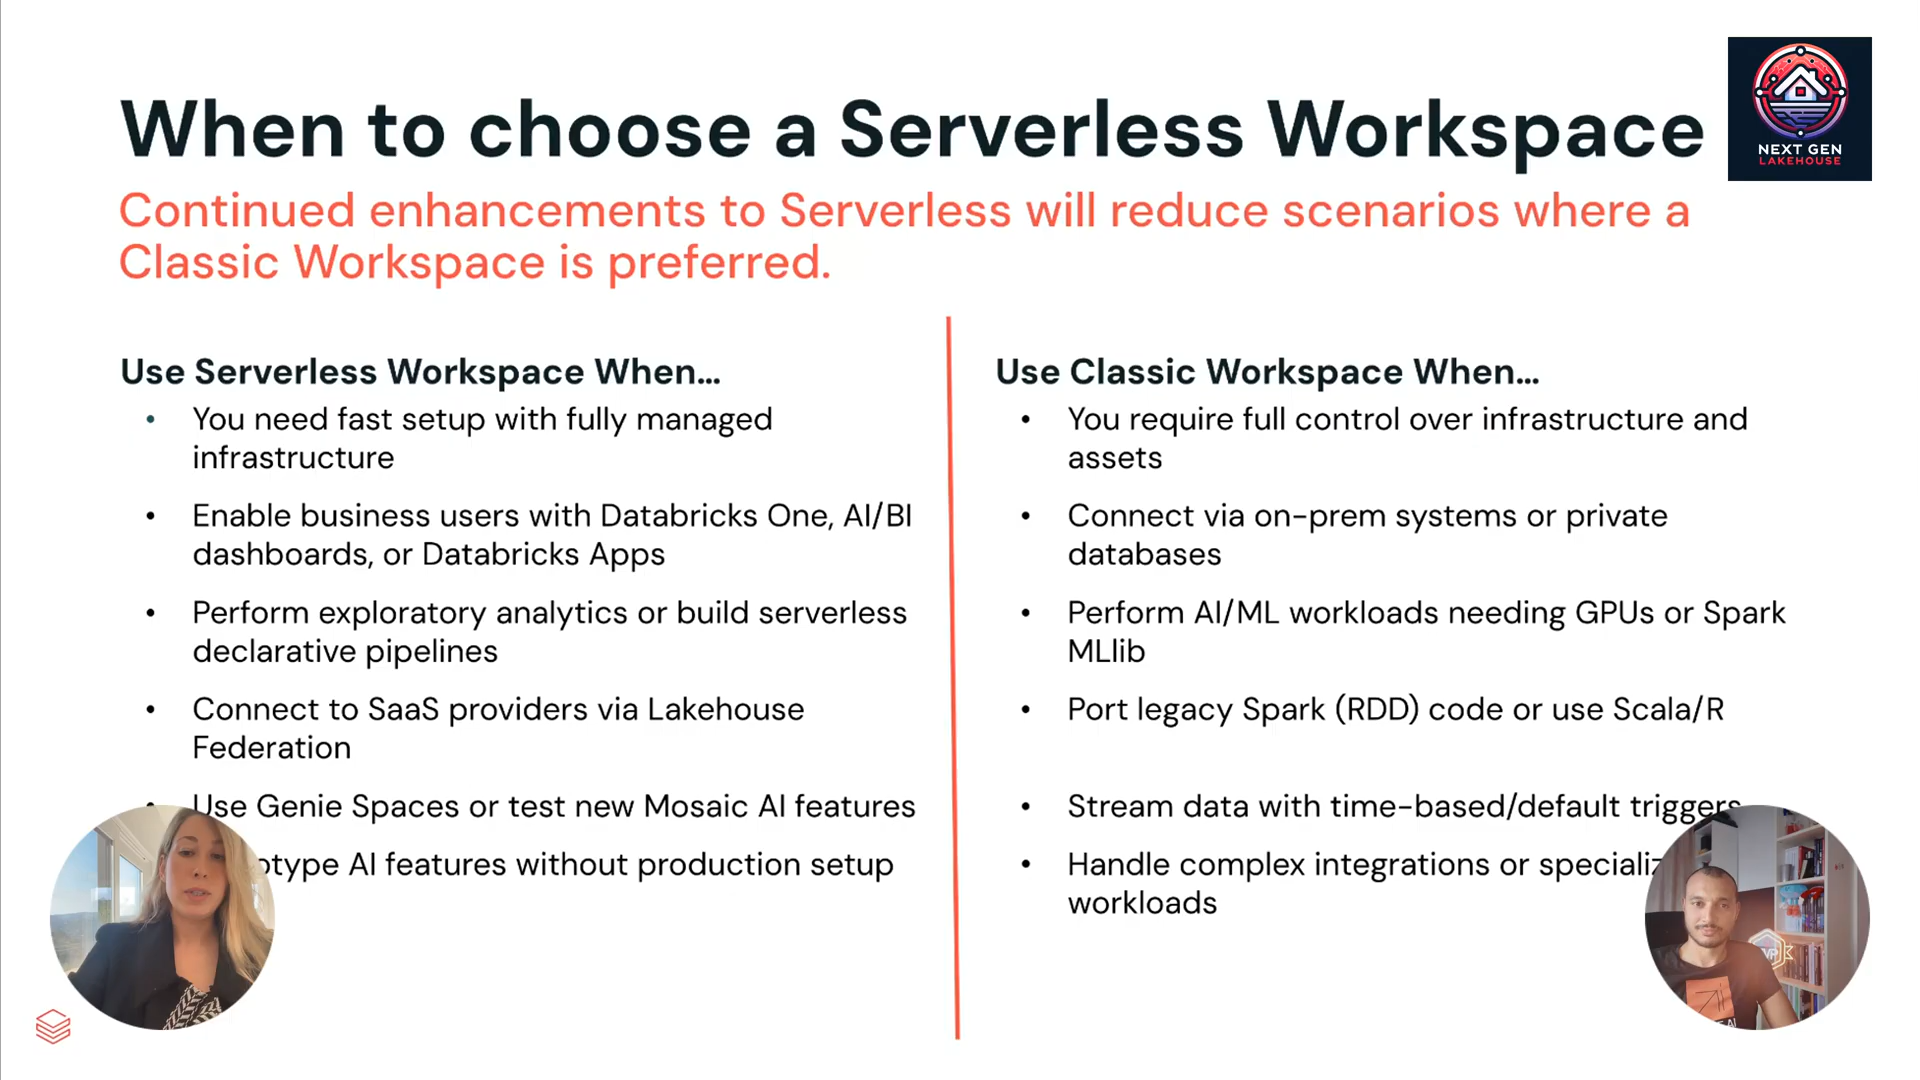 When to choose a Serverless Workspace
NEXT GEN
LAKEHOUSE
Continued enhancements to Serverless will reduce scenarios where a
Classic Workspace is preferred.
Use Serverless Workspace When...
• You need fast setup with fully managed
infrastructure
• Enable business users with Databricks One, AI/BI
dashboards, or Databricks Apps
• Perform exploratory analytics or build serverless
declarative pipelines
• Connect to SaaS providers via Lakehouse
Federation
• Use Genie Spaces or test new Mosaic AI features
AI features without production setup
Use Classic Workspace When...
• You require full control over infrastructure and
assets
• Connect via on-prem systems or private
databases
• Perform AI/ML workloads needing GPUs or Spark
MLlib
• Port legacy Spark (RDD) code or use Scala/R
• Stream data with time-based/default triggers
• Handle complex integrations or
workloads